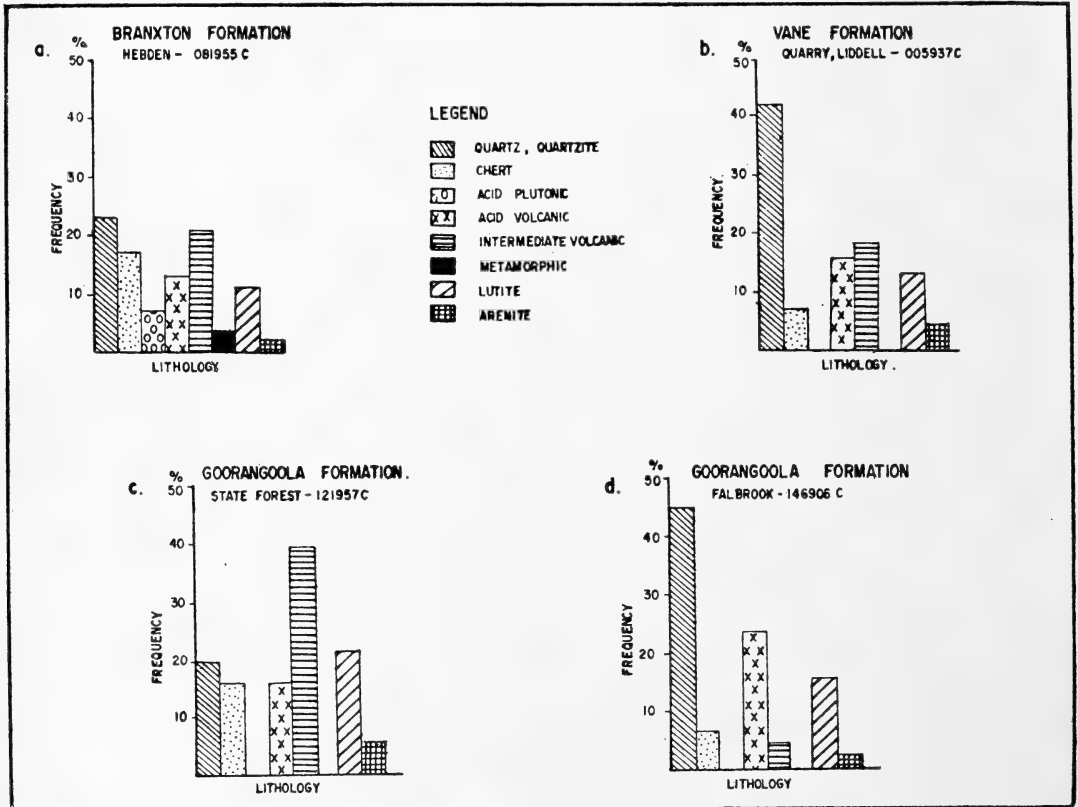 a.
%
BRANXTON FORMATION
HEBDEN - 081955 C
50
40
30
20
10
FREQUENCY
LITHOLOGY
b.
%
VANE FORMATION
QUARRY, LIDDELL - 005937C
50
40
30
20
10
FREQUENCY.
LITHOLOGY.
LEGEND
QUARTZ, QUARTZITE
CHERT
ACID PLUTONIC
ACID VOLCANIC
INTERMEDIATE VOLCANIC
METAMORPHIC
LUTITE
ARENITE
c.
%
GOORANGOOLA FORMATION.
STATE FOREST - 121957C
50
40
30
20
10
FREQUENCY
LITHOLOGY
d.
%
GOORANGOOLA FORMATION
FALBROOK - 146906 C
50
40
30
20
10
FREQUENCY
LITHOLOGY